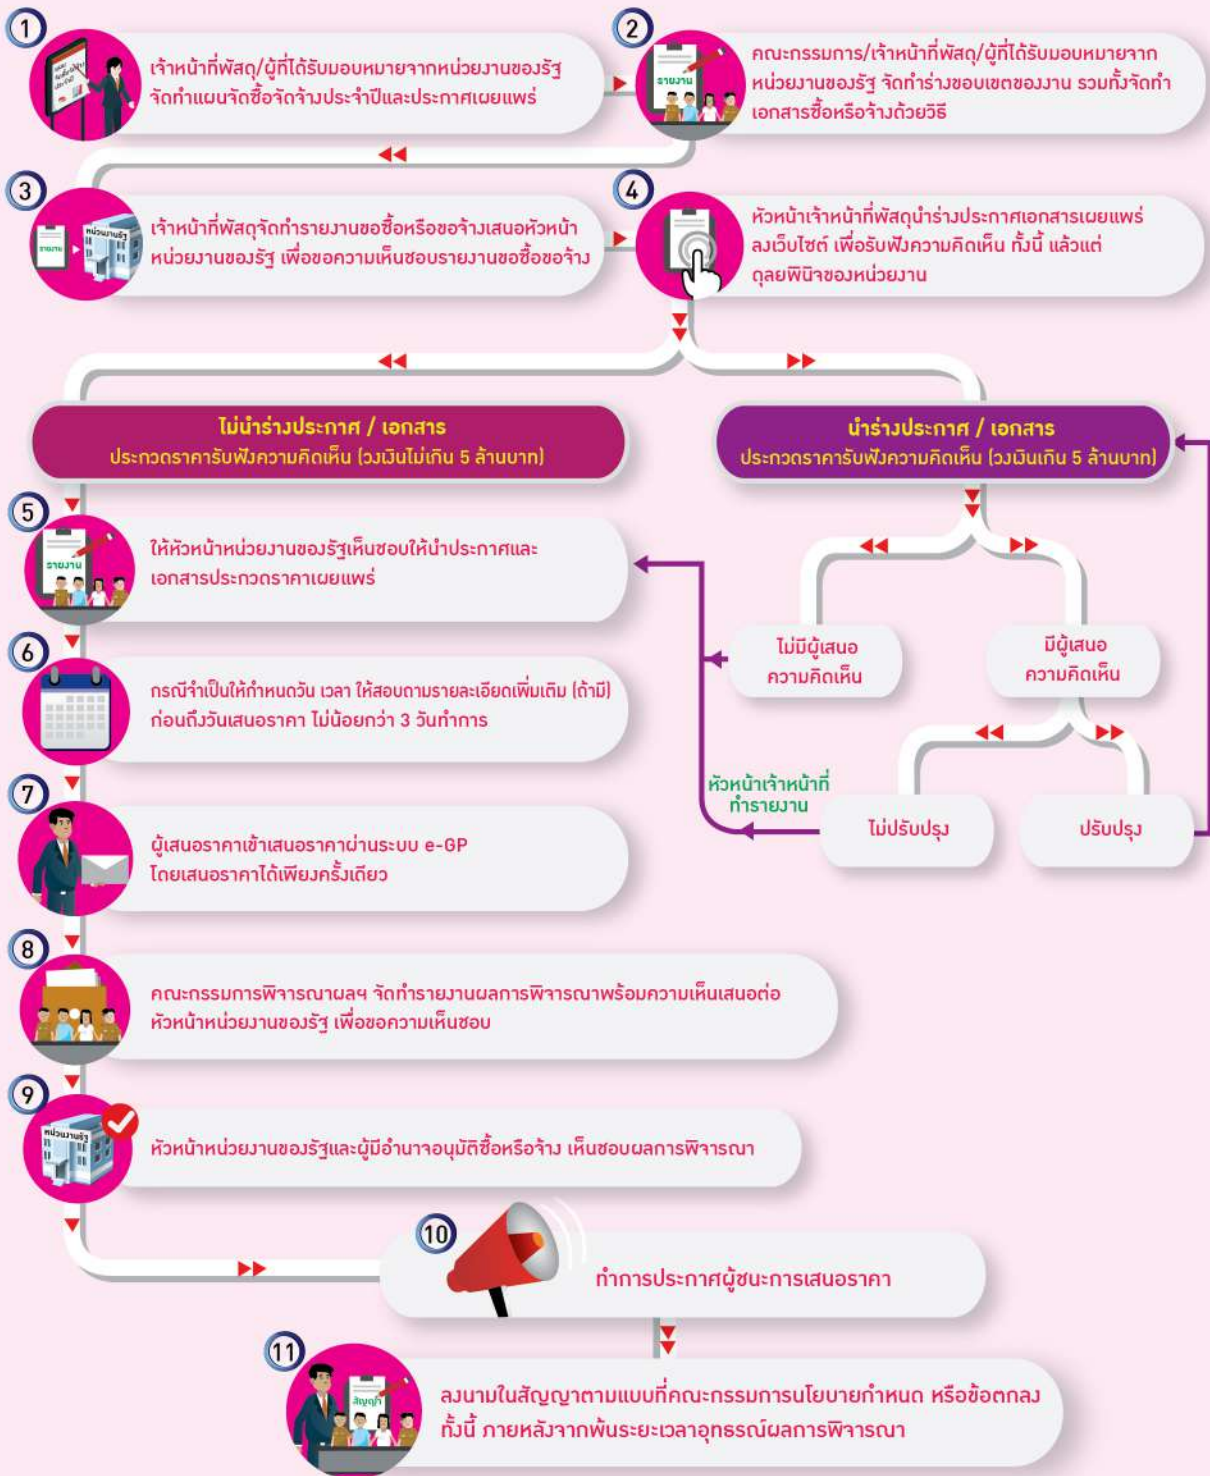 1
เจ้าหน้าที่พัสดุ/ผู้ที่ได้รับมอบหมายจากหน่วยงานของรัฐ
จัดทำแผนจัดซื้อจัดจ้างประจำปีและประกาศเผยแพร่
2
รายงาน
คณะกรรมการ/เจ้าหน้าที่พัสดุ/ผู้ที่ได้รับมอบหมายจาก
หน่วยงานของรัฐ จัดทำร่างขอบเขตของงาน รวมทั้งจัดทำ
เอกสารซื้อหรือจ้างด้วยวิธี
3
รายงาน
หน่วยงานรัฐ
เจ้าหน้าที่พัสดุจัดทำรายงานขอซื้อหรือขอจ้างเสนอหัวหน้า
หน่วยงานของรัฐ เพื่อขอความเห็นชอบรายงานขอซื้อขอจ้าง
4
หัวหน้าเจ้าหน้าที่พัสดุนำร่างประกาศเอกสารเผยแพร่
ลงเว็บไซต์ เพื่อรับฟังความคิดเห็น ทั้งนี้ แล้วแต่
ดุลยพินิจของหน่วยงาน
ไม่นำร่างประกาศ / เอกสาร
ประกวดราคารับฟังความคิดเห็น (วงเงินไม่เกิน 5 ล้านบาท)
นำร่างประกาศ / เอกสาร
ประกวดราคารับฟังความคิดเห็น (วงเงินเกิน 5 ล้านบาท)
5
รายงาน
ให้หัวหน้าหน่วยงานของรัฐเห็นชอบให้นำประกาศและ
เอกสารประกวดราคาเผยแพร่
ไม่มีผู้เสนอ
ความคิดเห็น
มีผู้เสนอ
ความคิดเห็น
6
กรณีจำเป็นให้กำหนดวัน เวลา ให้สอบถามรายละเอียดเพิ่มเติม (ถ้ามี)
ก่อนถึงวันเสนอราคา ไม่น้อยกว่า 3 วันทำการ
หัวหน้าเจ้าหน้าที่
ทำรายงาน
ไม่ปรับปรุง
ปรับปรุง
7
ผู้เสนอราคาเข้าเสนอราคาผ่านระบบ e-GP
โดยเสนอราคาได้เพียงครั้งเดียว
8
คณะกรรมการพิจารณาผลฯ จัดทำรายงานผลการพิจารณาพร้อมความเห็นเสนอต่อ
หัวหน้าหน่วยงานของรัฐ เพื่อขอความเห็นชอบ
9
หน่วยงานรัฐ
หัวหน้าหน่วยงานของรัฐและผู้มีอำนาจอนุมัติซื้อหรือจ้าง เห็นชอบผลการพิจารณา
10
ทำการประกาศผู้ชนะการเสนอราคา
11
สัญญา
ลงนามในสัญญาตามแบบที่คณะกรรมการนโยบายกำหนด หรือข้อตกลง
ทั้งนี้ ภายหลังจากพ้นระยะเวลาอุทธรณ์ผลการพิจารณา